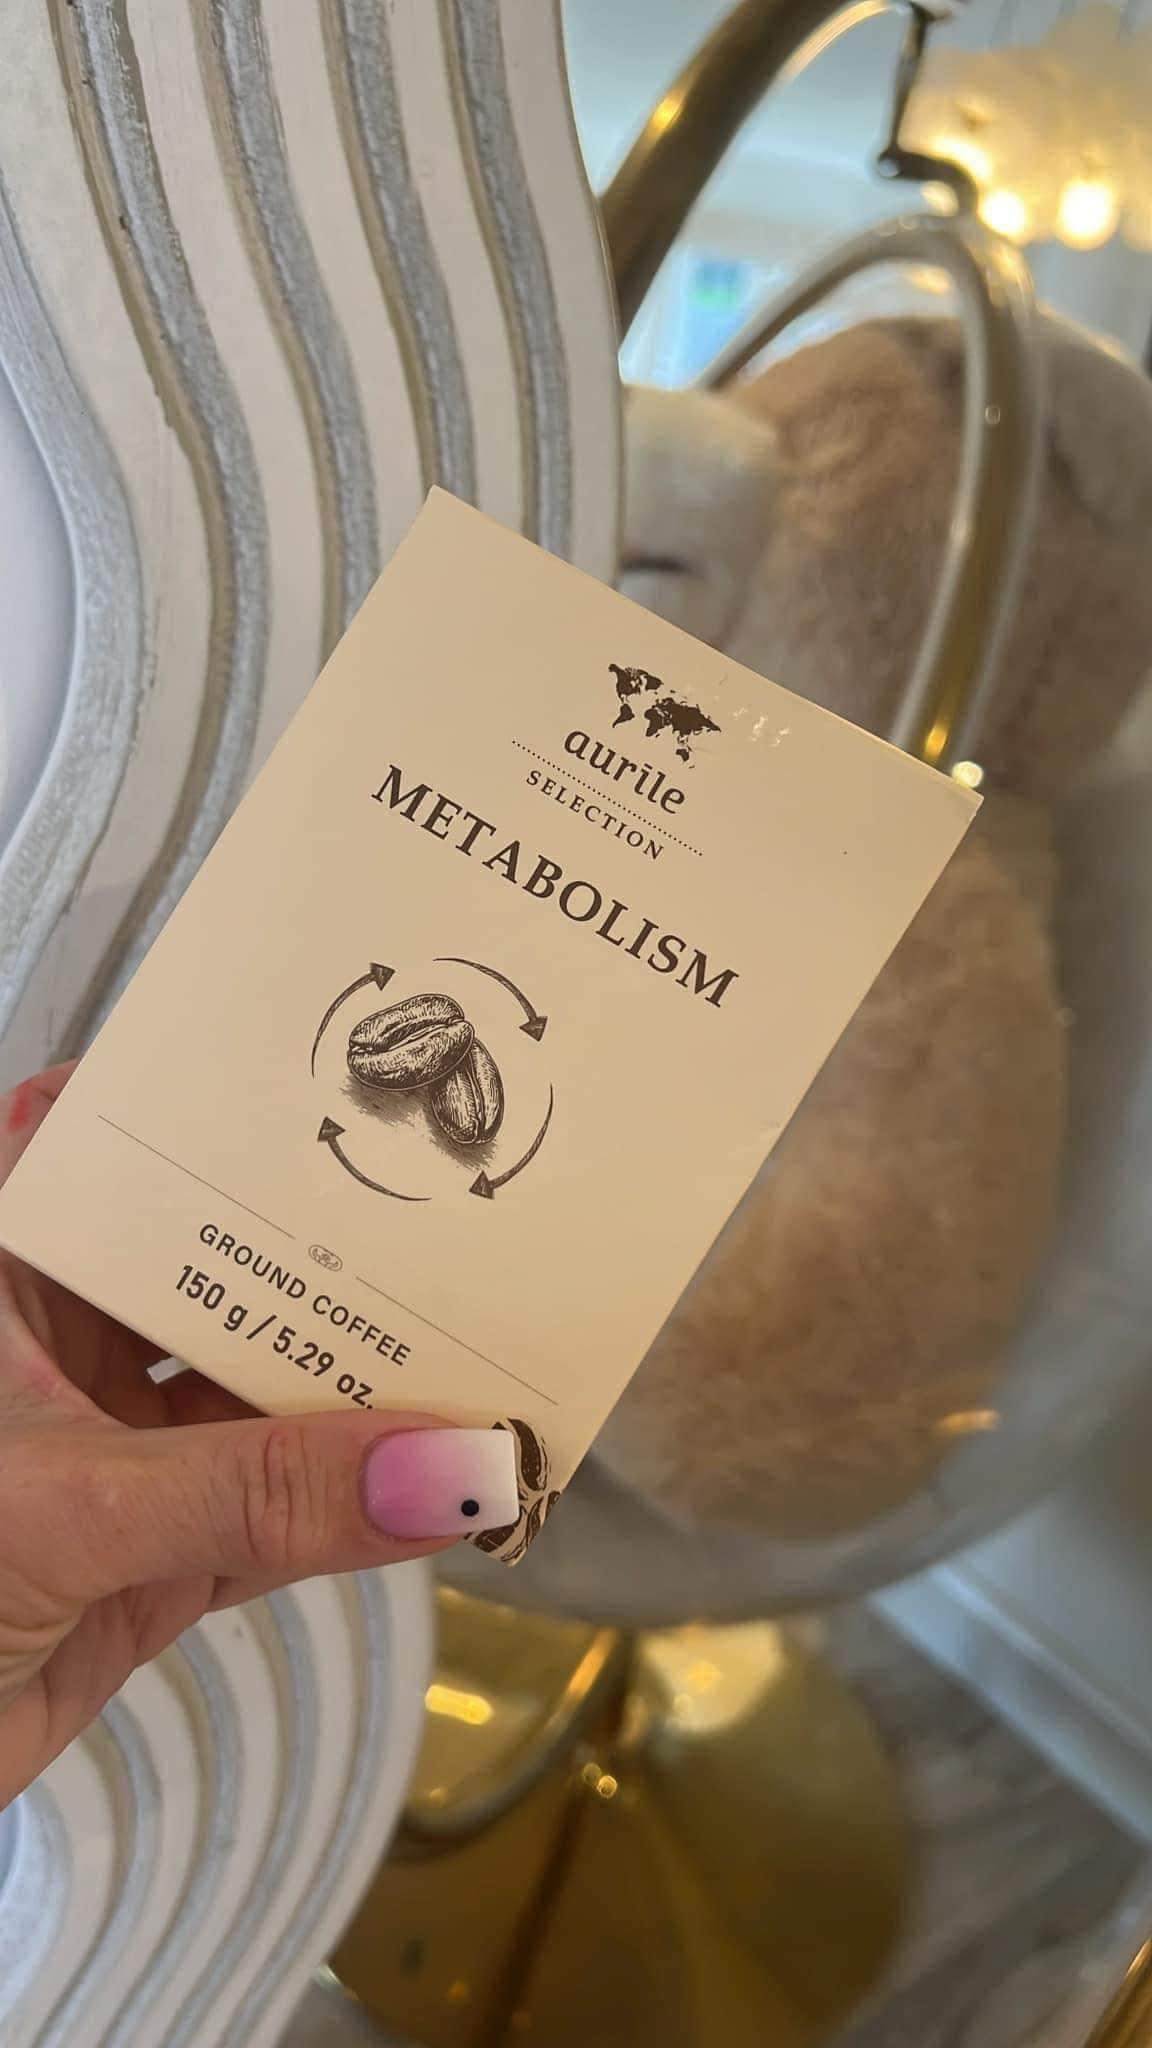 aurile
SELECTION
METABOLISM
GROUND COFFEE
150 g / 5.29 oz.